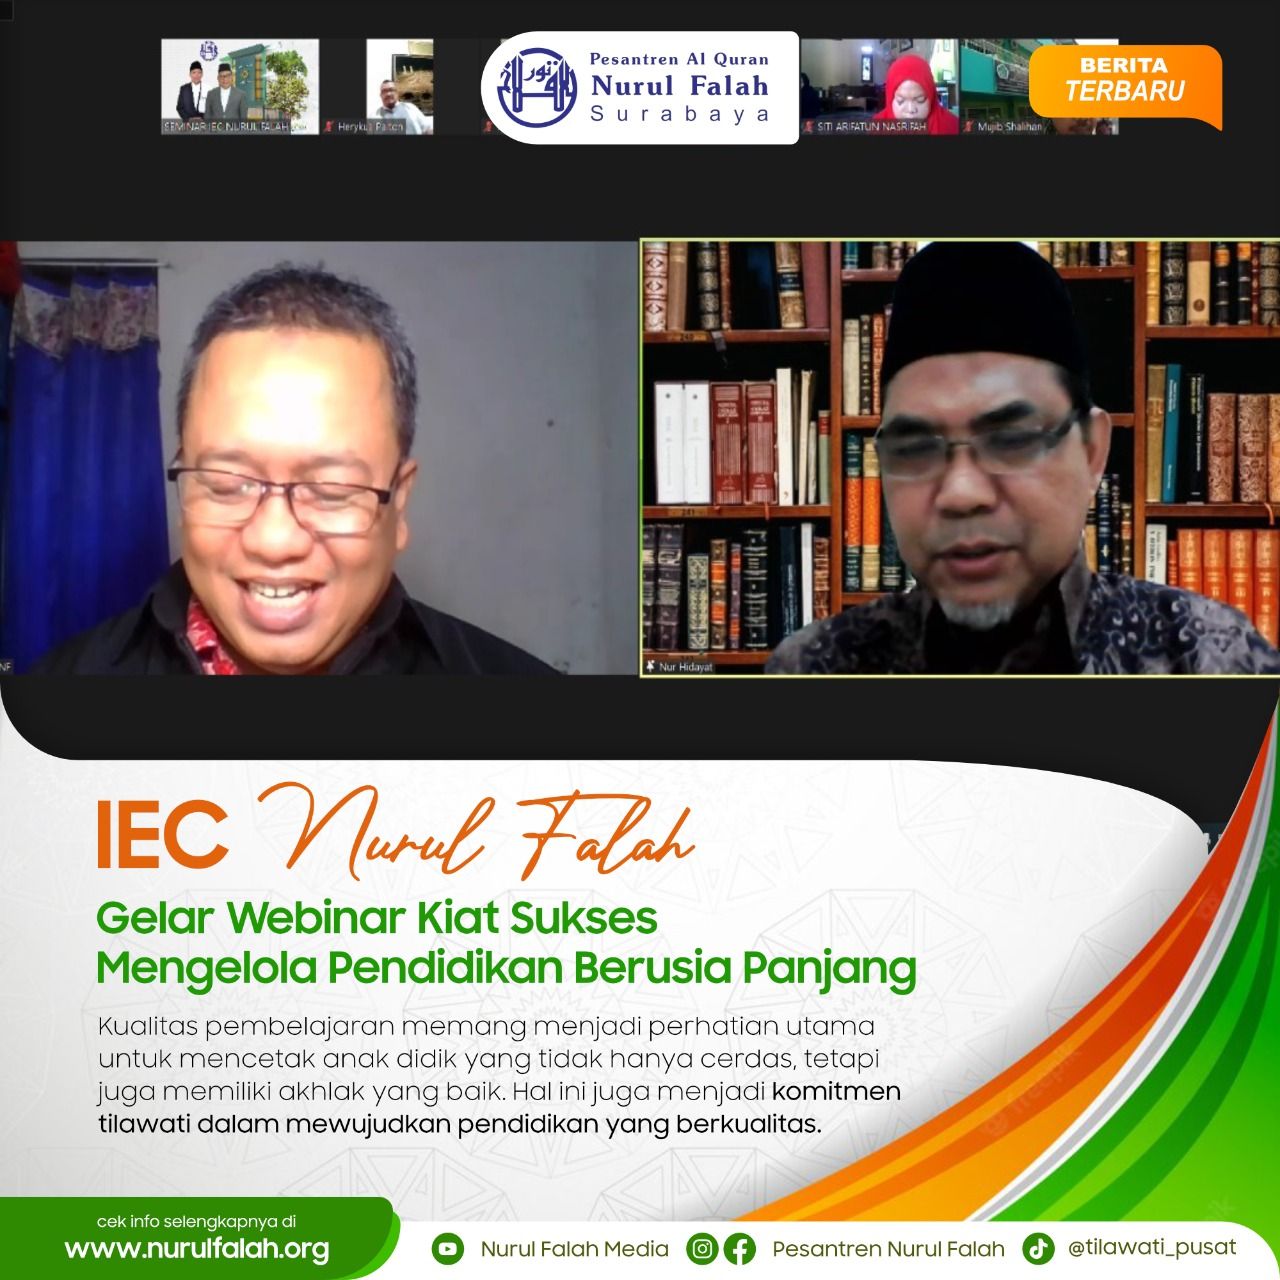 Pesantren Al Quran
Nurul Falah
Surabaya
BERITA
TERBARU
SEMINAR IEC NURUL FALAH
SITI ARIFATUN NASRIFAH
Mujib Shalihan
NF
Nur Hidayat
IEC Nurul Falah
Gelar Webinar Kiat Sukses
Mengelola Pendidikan Berusia Panjang
Kualitas pembelajaran memang menjadi perhatian utama
untuk mencetak anak didik yang tidak hanya cerdas, tetapi
juga memiliki akhlak yang baik. Hal ini juga menjadi komitmen
tilawati dalam mewujudkan pendidikan yang berkualitas.
cek info selengkapnya di
www.nurulfalah.org
Nurul Falah Media
Pesantren Nurul Falah
@tilawati_pusat